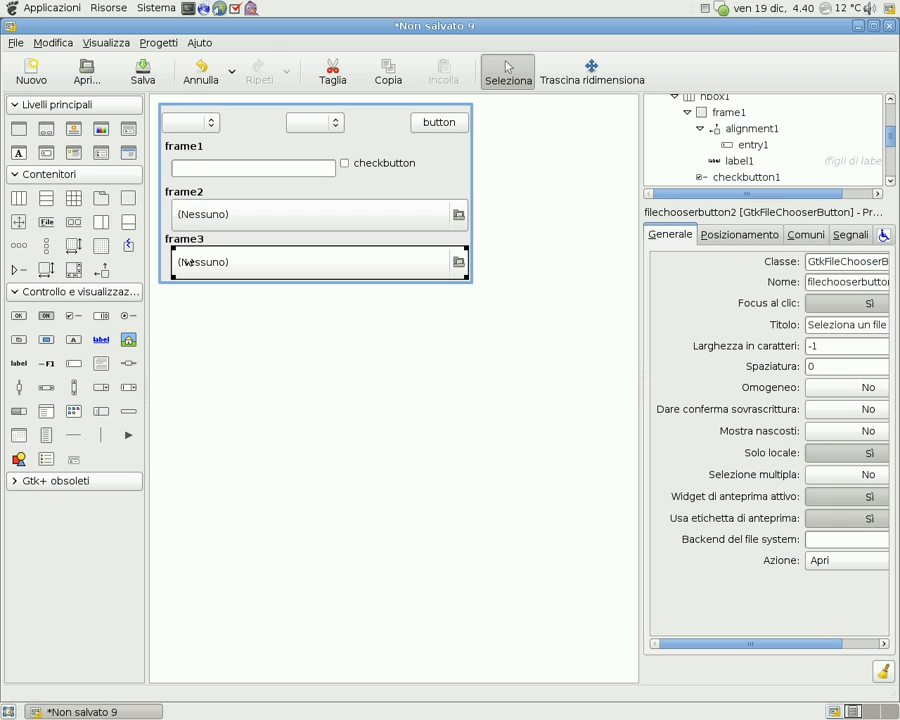 Applicazioni Risorse Sistema ven 19 dic, 4.40 12 °C
*Non salvato 9
File Modifica Visualizza Progetti Aiuto
Nuovo Apri... Salva Annulla Ripeti Taglia Copia Incolla Seleziona Trascina ridimensiona
Livelli principali
Contenitori
Controllo e visualizzaz...
OK ON
label
label F1
Gtk+ obsoleti
button
frame1
checkbutton
frame2
(Nessuno)
frame3
(Nessuno)
hbox1
frame1
alignment1
entry1
label1 (figli di labe
checkbutton1
filechooserbutton2 [GtkFileChooserButton] - Pr...
Generale Posizionamento Comuni Segnali
Classe: GtkFileChooserB
Nome: filechooserbutto
Focus al clic: Sì
Titolo: Seleziona un file
Larghezza in caratteri: -1
Spaziatura: 0
Omogeneo: No
Dare conferma sovrascrittura: No
Mostra nascosti: No
Solo locale: Sì
Selezione multipla: No
Widget di anteprima attivo: Sì
Usa etichetta di anteprima: Sì
Backend del file system:
Azione: Apri
*Non salvato 9